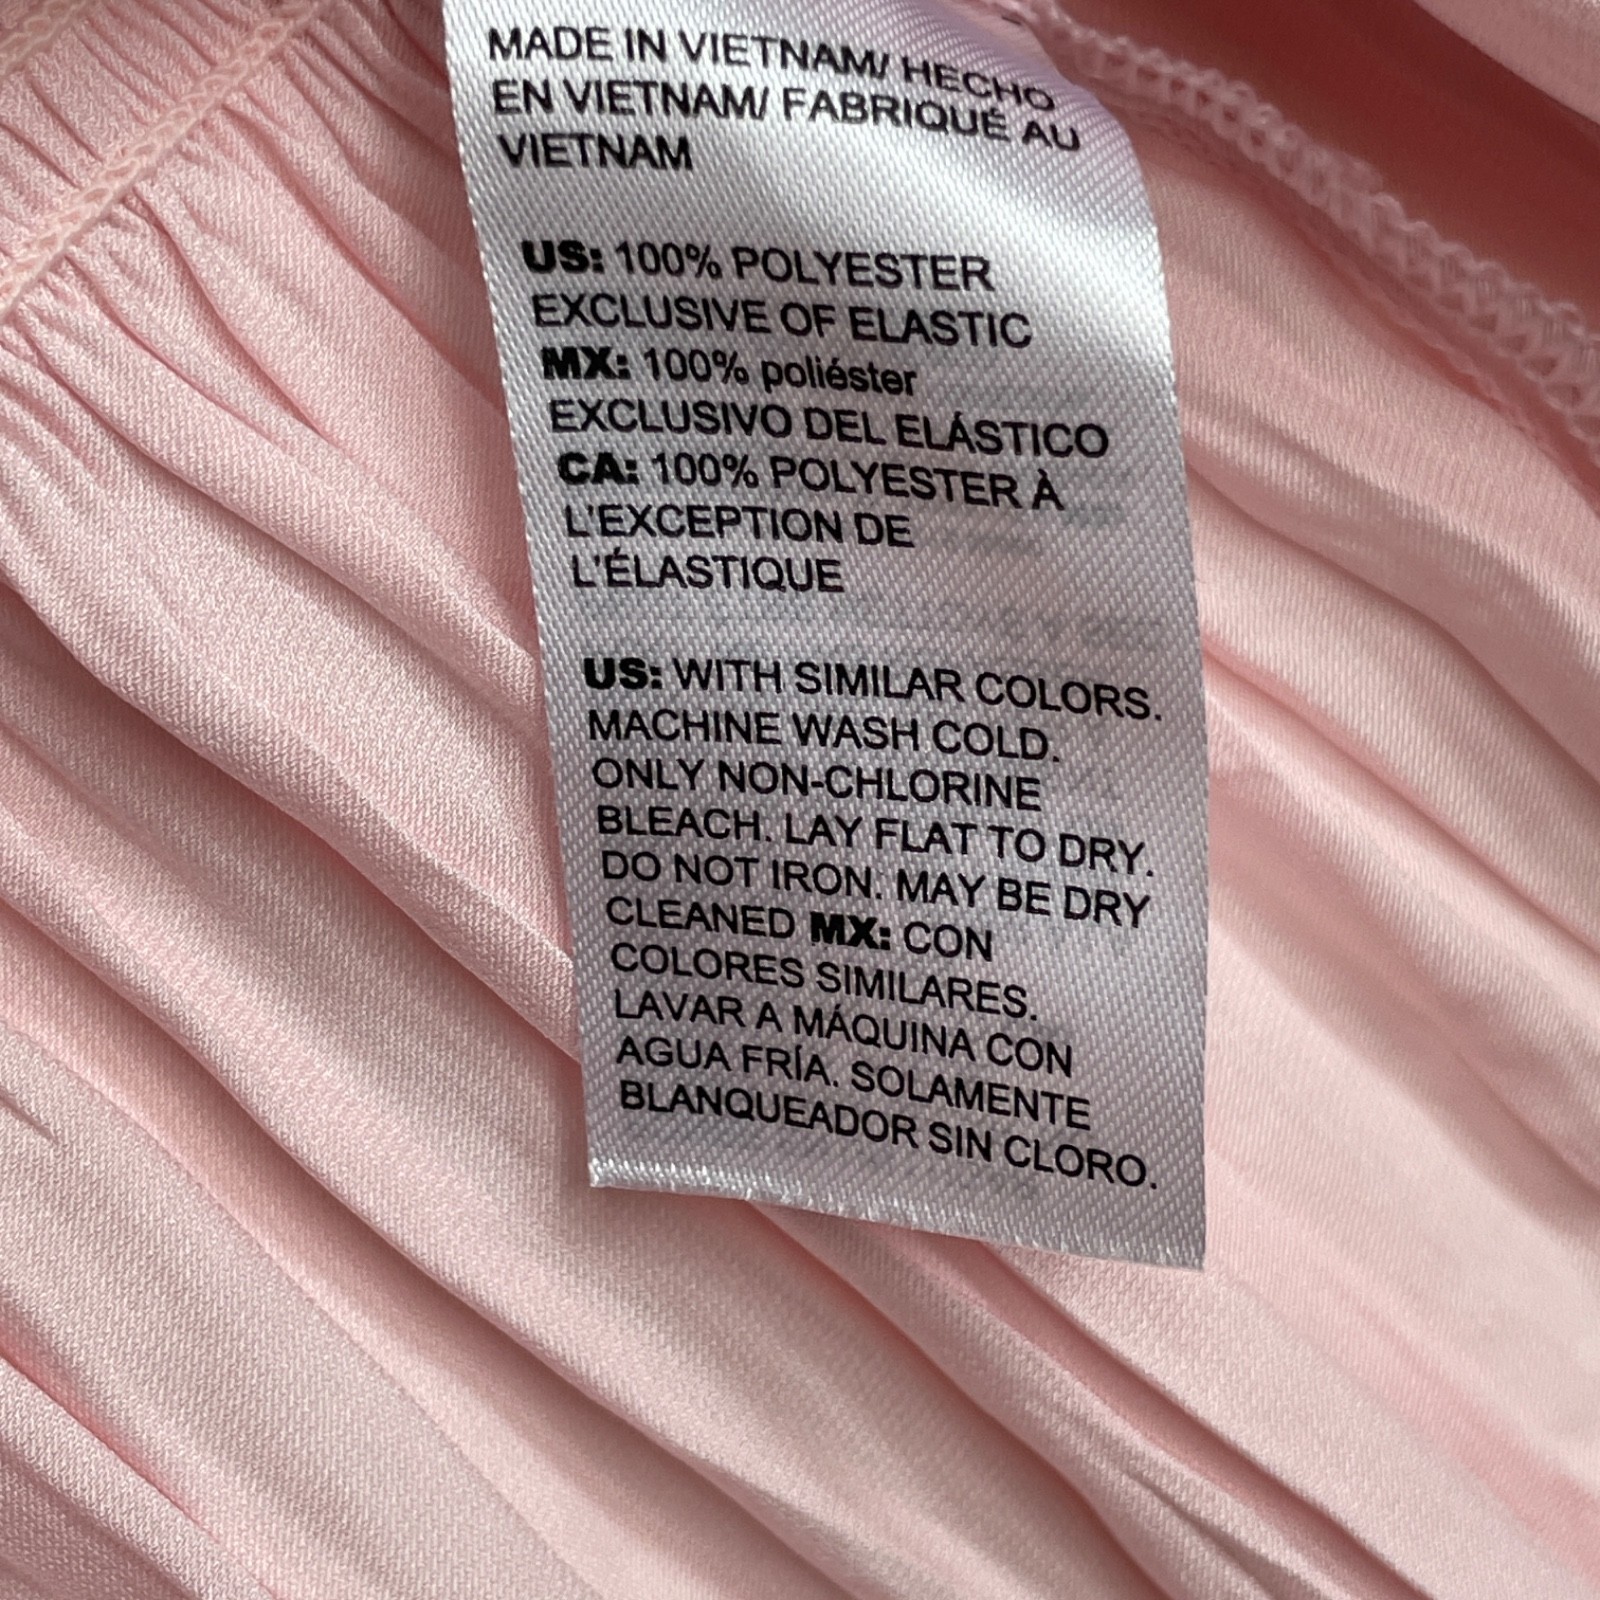 MADE IN VIETNAM/ HECHO
EN VIETNAM/ FABRIQUÉ AU
VIETNAM
US: 100% POLYESTER
EXCLUSIVE OF ELASTIC
MX: 100% poliéster
EXCLUSIVO DEL ELÁSTICO
CA: 100% POLYESTER À
L'EXCEPTION DE
L'ÉLASTIQUE
US: WITH SIMILAR COLORS.
MACHINE WASH COLD.
ONLY NON-CHLORINE
BLEACH. LAY FLAT TO DRY.
DO NOT IRON. MAY BE DRY
CLEANED MX: CON
COLORES SIMILARES.
LAVAR A MÁQUINA CON
AGUA FRÍA. SOLAMENTE
BLANQUEADOR SIN CLORO.